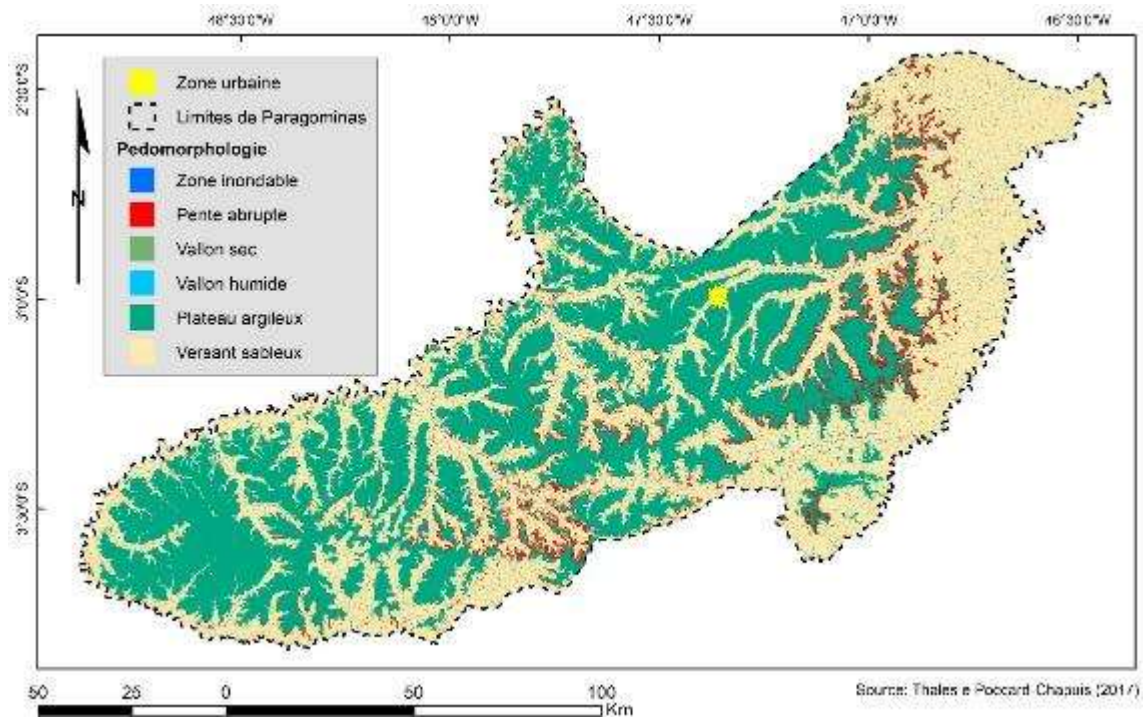 48°30'0"W 48°0'0"W 47°30'0"W 47°0'0"W 46°30'0"W
2°30'0"S
3°0'0"S
3°30'0"S
Zone urbaine
Limites de Paragominas
Pedomorphologie
Zone inondable
Pente abrupte
Vallon sec
Vallon humide
Plateau argileux
Versant sableux
N
50 25 0 50 100
Km
Source: Thales e Poccard-Chapuis (2017)